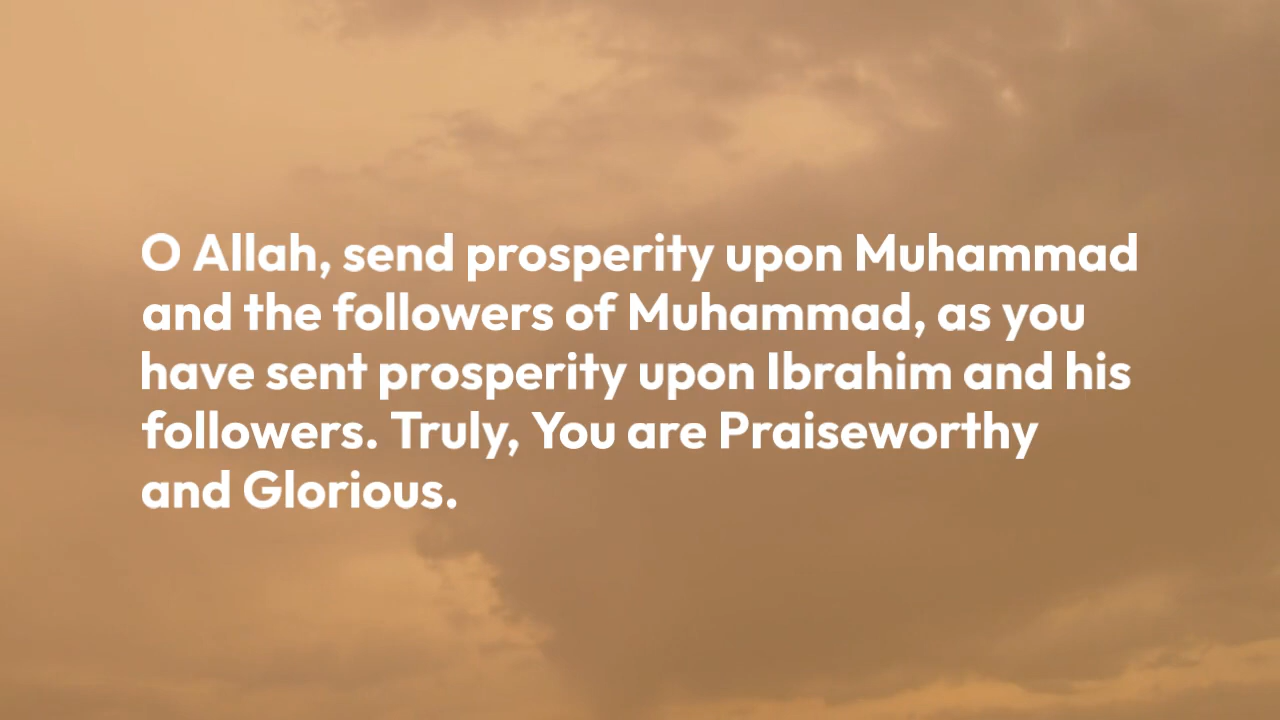 O Allah, send prosperity upon Muhammad
and the followers of Muhammad, as you
have sent prosperity upon Ibrahim and his
followers. Truly, You are Praiseworthy
and Glorious.